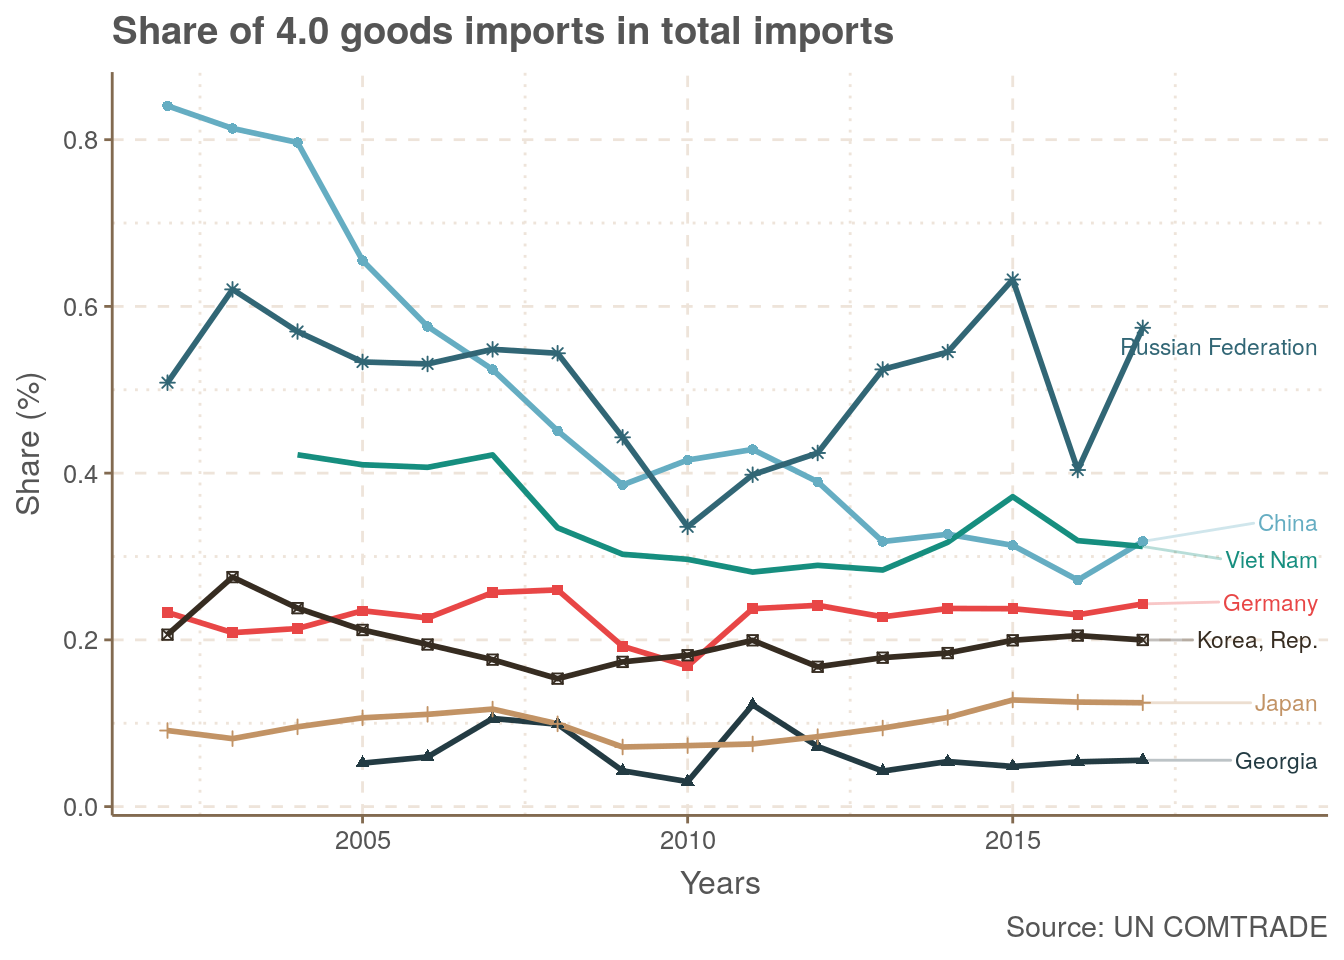 Share of 4.0 goods imports in total imports
Share (%)
0.8
0.6
0.4
0.2
0.0
Russian Federation
China
Viet Nam
Germany
Korea, Rep.
Japan
Georgia
2005
2010
2015
Years
Source: UN COMTRADE